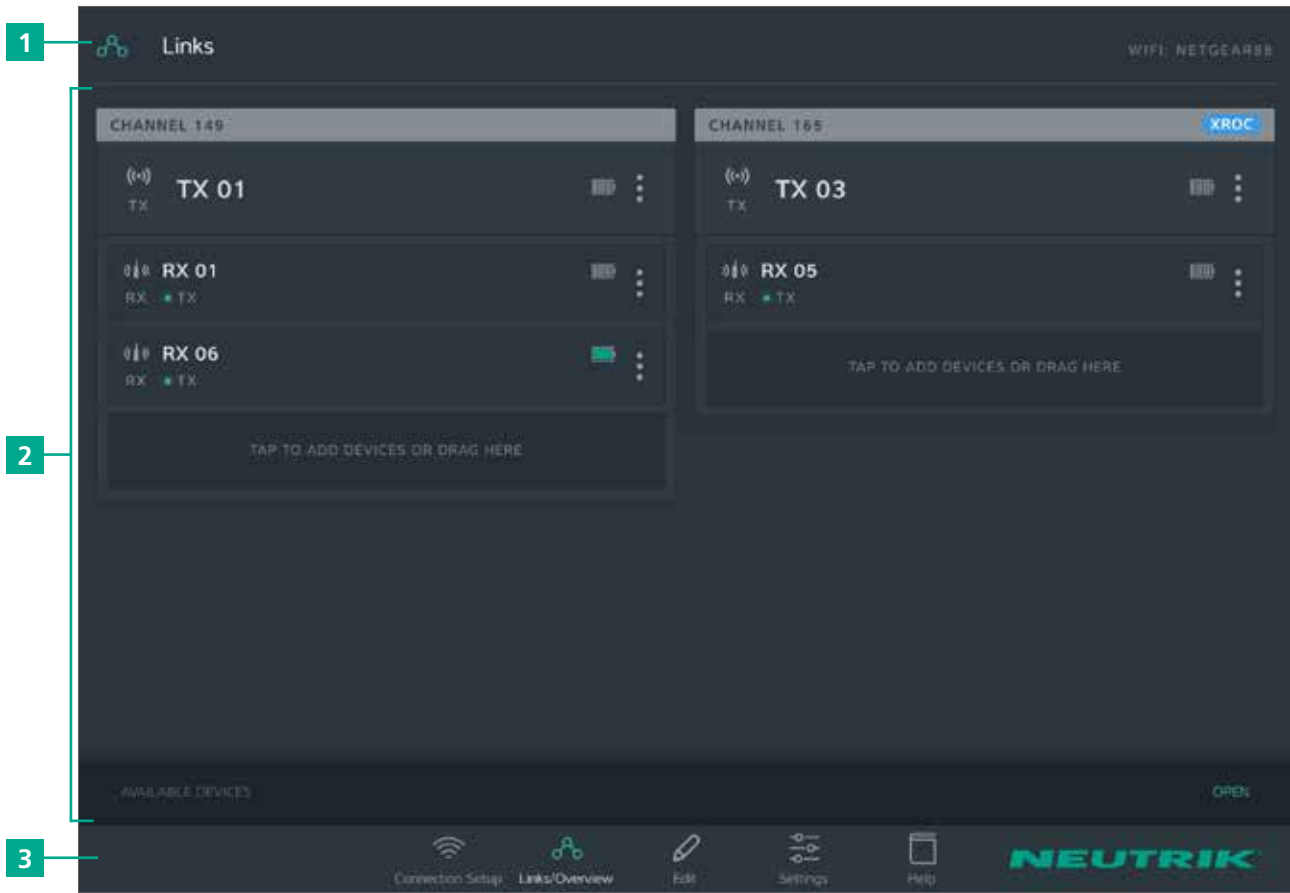 1
Links
WIFI: NETGEAR88
CHANNEL 149
TX 01
TX
RX 01
RX TX
RX 06
RX TX
TAP TO ADD DEVICES OR DRAG HERE
CHANNEL 165
XROC
TX 03
TX
RX 05
RX TX
TAP TO ADD DEVICES OR DRAG HERE
2
AVAILABLE DEVICES
OPEN
3
Connection Setup
Links/Overview
Edit
Settings
Help
NEUTRIK